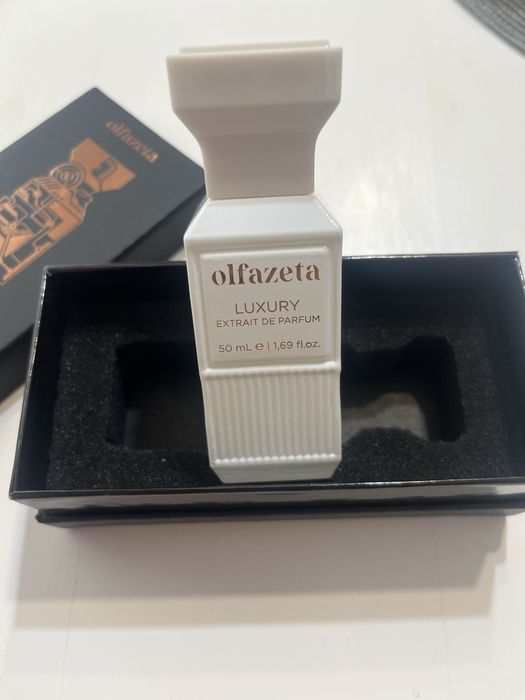 olfazeta
olfazeta
LUXURY
EXTRAIT DE PARFUM
50 mL ℮ | 1,69 fl.oz.